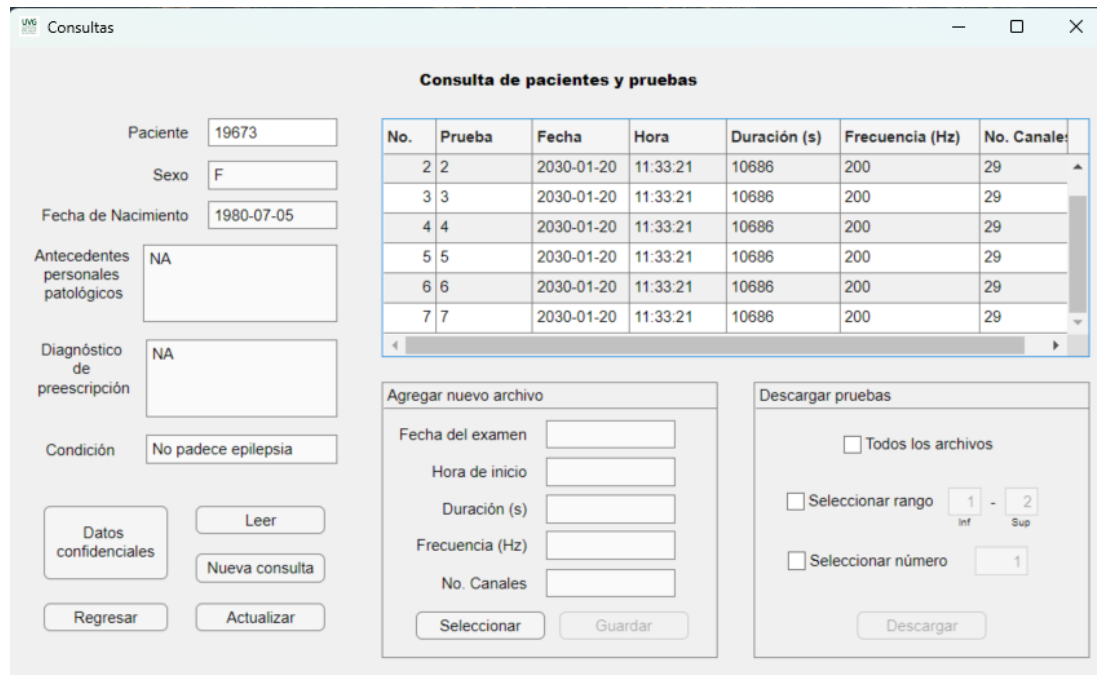 UVG
Consultas
Consulta de pacientes y pruebas
Paciente 19673
Sexo F
Fecha de Nacimiento 1980-07-05
Antecedentes
personales
patológicos
NA
Diagnóstico
de
preescripción
NA
Condición No padece epilepsia
Datos
confidenciales
Leer
Nueva consulta
Regresar
Actualizar
No. Prueba Fecha Hora Duración (s) Frecuencia (Hz) No. Canales
2 2 2030-01-20 11:33:21 10686 200 29
3 3 2030-01-20 11:33:21 10686 200 29
4 4 2030-01-20 11:33:21 10686 200 29
5 5 2030-01-20 11:33:21 10686 200 29
6 6 2030-01-20 11:33:21 10686 200 29
7 7 2030-01-20 11:33:21 10686 200 29
Agregar nuevo archivo
Fecha del examen
Hora de inicio
Duración (s)
Frecuencia (Hz)
No. Canales
Seleccionar Guardar
Descargar pruebas
Todos los archivos
Seleccionar rango 1 - 2
Inf Sup
Seleccionar número 1
Descargar